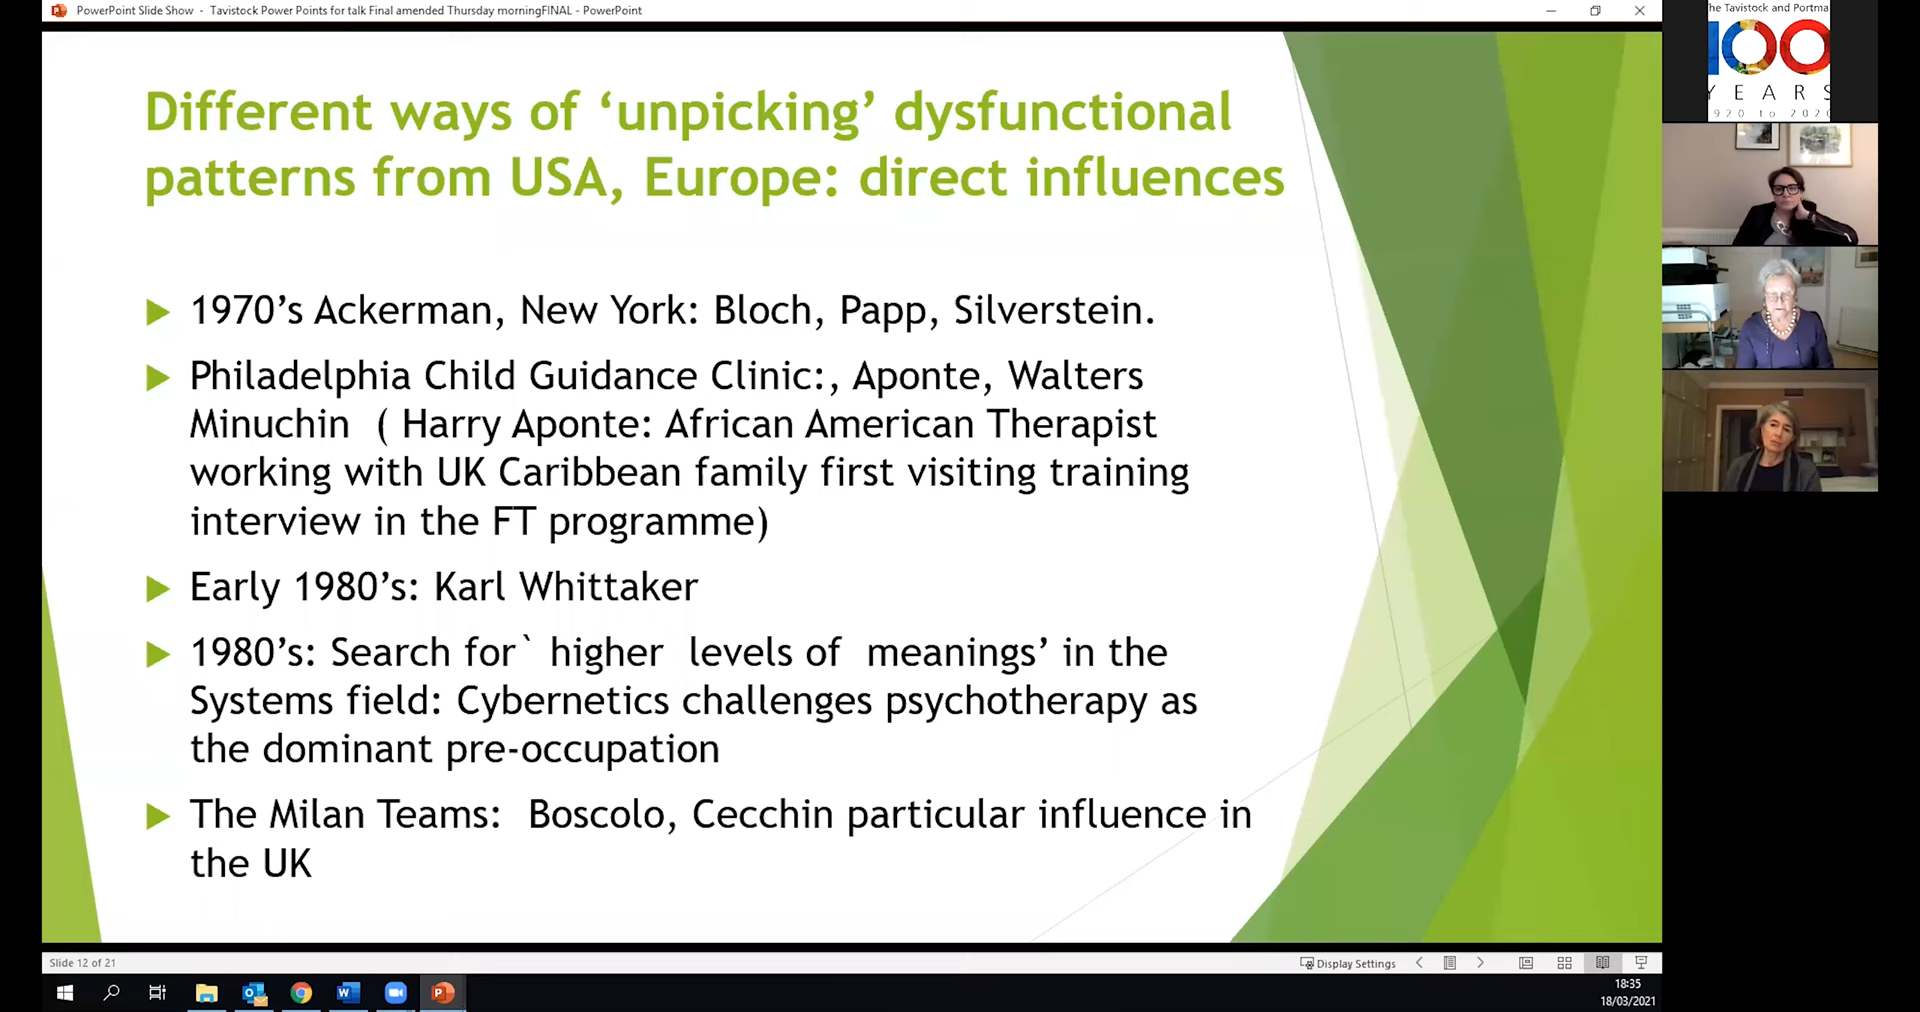 PowerPoint Slide Show - Tavistock Power Points for talk Final amended Thursday morningFINAL - PowerPoint
Different ways of ‘unpicking’ dysfunctional
patterns from USA, Europe: direct influences
1970’s Ackerman, New York: Bloch, Papp, Silverstein.
Philadelphia Child Guidance Clinic:, Aponte, Walters
Minuchin ( Harry Aponte: African American Therapist
working with UK Caribbean family first visiting training
interview in the FT programme)
Early 1980’s: Karl Whittaker
1980’s: Search for` higher levels of meanings’ in the
Systems field: Cybernetics challenges psychotherapy as
the dominant pre-occupation
The Milan Teams: Boscolo, Cecchin particular influence in
the UK
Slide 12 of 21
Display Settings
18:35
18/03/2021
he Tavistock and Portma
100
YEARS
920 to 2020